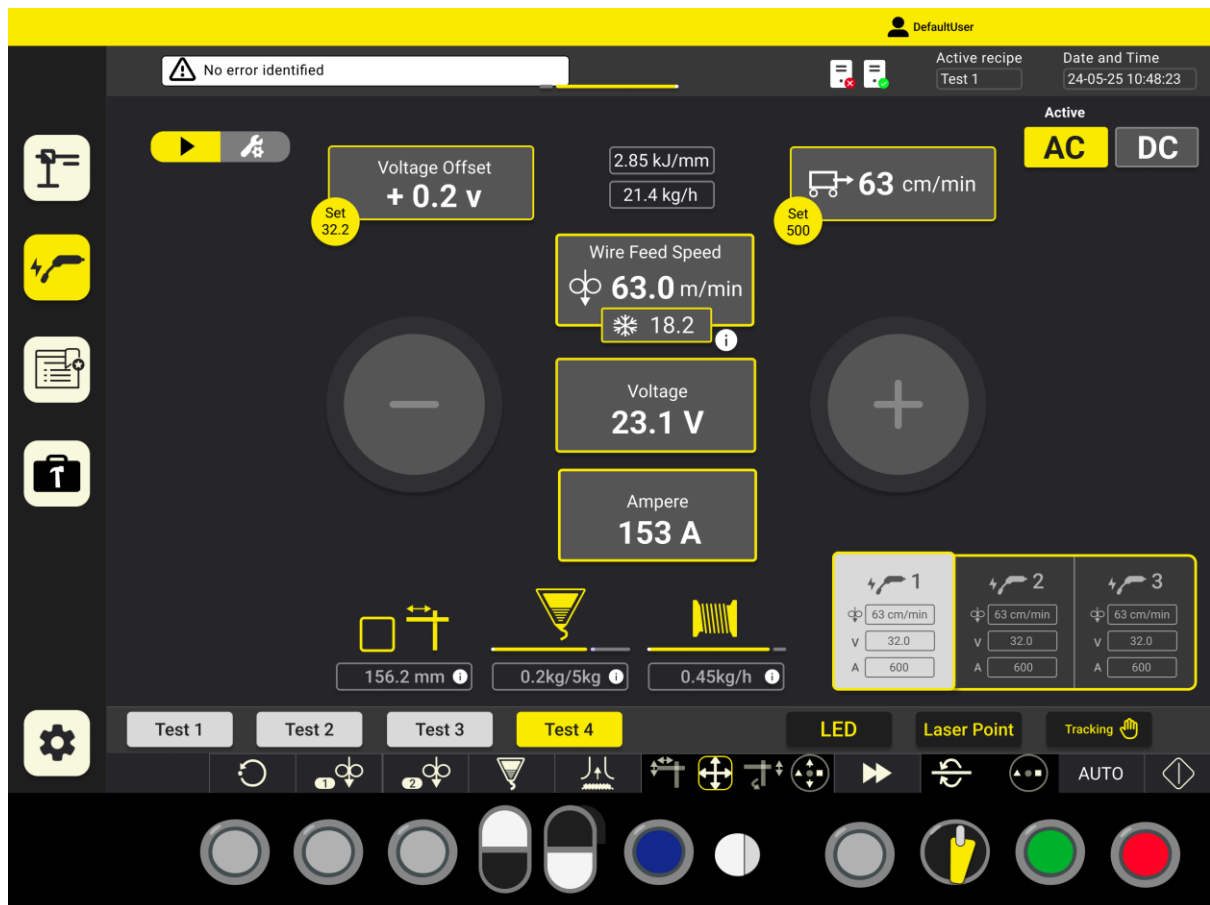 DefaultUser
No error identified
Active recipe
Test 1
Date and Time
24-05-25 10:48:23
Active
AC
DC
Voltage Offset
+ 0.2 v
Set
32.2
2.85 kJ/mm
21.4 kg/h
63 cm/min
Set
500
Wire Feed Speed
63.0 m/min
18.2
i
Voltage
23.1 V
Ampere
153 A
1
63 cm/min
V 32.0
A 600
2
63 cm/min
V 32.0
A 600
3
63 cm/min
V 32.0
A 600
156.2 mm i
0.2kg/5kg i
0.45kg/h i
Test 1
Test 2
Test 3
Test 4
LED
Laser Point
Tracking
1
2
AUTO